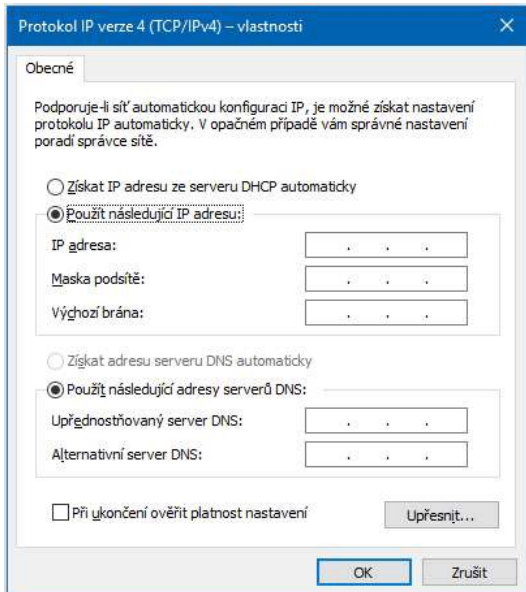 Protokol IP verze 4 (TCP/IPv4) – vlastnosti
Obecné
Podporuje-li síť automatickou konfiguraci IP, je možné získat nastavení
protokolu IP automaticky. V opačném případě vám správné nastavení
poradí správce sítě.
Získat IP adresu ze serveru DHCP automaticky
Použít následující IP adresu:
IP adresa: . . .
Maska podsítě: . . .
Výchozí brána: . . .
Získat adresu serveru DNS automaticky
Použít následující adresy serverů DNS:
Upřednostňovaný server DNS: . . .
Alternativní server DNS: . . .
Při ukončení ověřit platnost nastavení
Upřesnit...
OK Zrušit